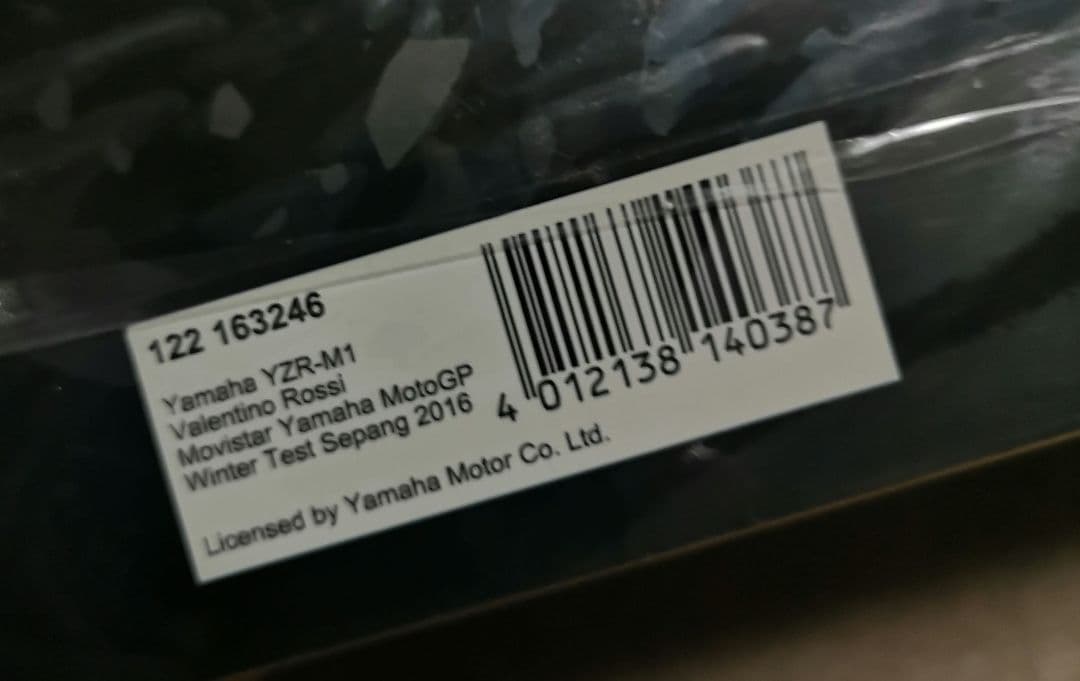 122 163246
Yamaha YZR-M1
Valentino Rossi
Movistar Yamaha MotoGP
Winter Test Sepang 2016
Licensed by Yamaha Motor Co. Ltd.
4 012138 140387